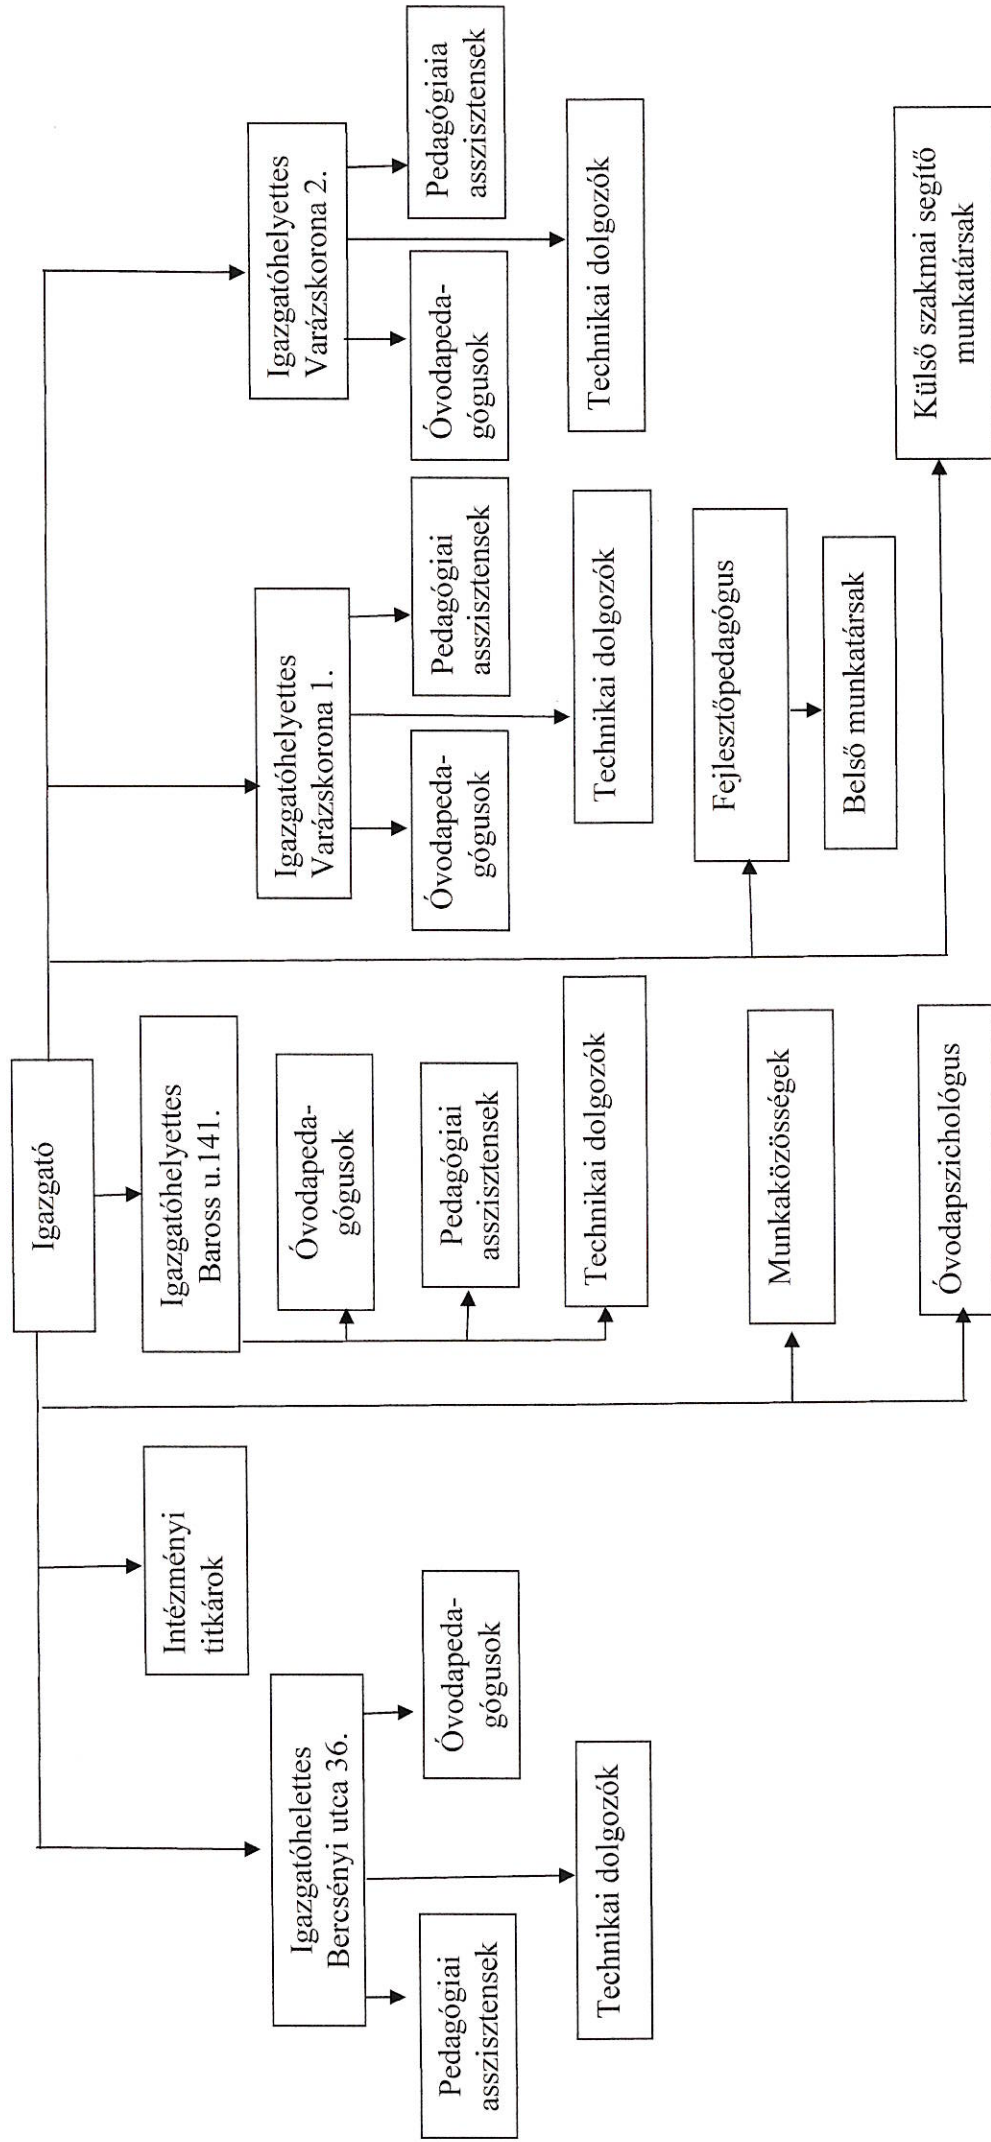 Igazgató
Igazgatóhelyettes
Baross u.141.
Intézményi
titkárok
Igazgatóhelettes
Bercsényi utca 36.
Pedagógiai
asszisztensek
Óvodapeda-
gógusok
Technikai dolgozók
Óvodapeda-
gógusok
Pedagógiai
asszisztensek
Technikai dolgozók
Munkaközösségek
Óvodapszichológus
Igazgatóhelyettes
Varázskorona 1.
Óvodapeda-
gógusok
Pedagógiai
asszisztensek
Technikai dolgozók
Igazgatóhelyettes
Varázskorona 2.
Óvodapeda-
gógusok
Pedagógiaia
asszisztensek
Technikai dolgozók
Fejlesztőpedagógus
Belső munkatársak
Külső szakmai segítő
munkatársak